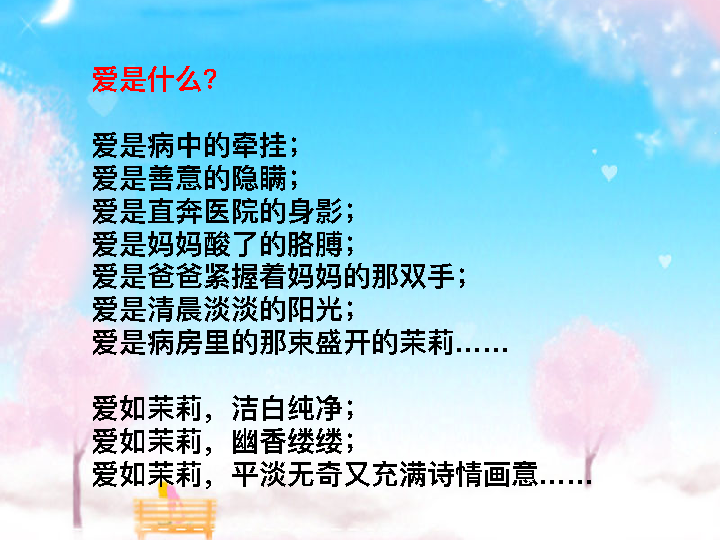 爱是什么？
爱是病中的牵挂；
爱是善意的隐瞒；
爱是直奔医院的身影；
爱是妈妈酸了的胳膊；
爱是爸爸紧握着妈妈的那双手；
爱是清晨淡淡的阳光；
爱是病房里的那束盛开的茉莉……
爱如茉莉，洁白纯净；
爱如茉莉，幽香缕缕；
爱如茉莉，平淡无奇又充满诗情画意……